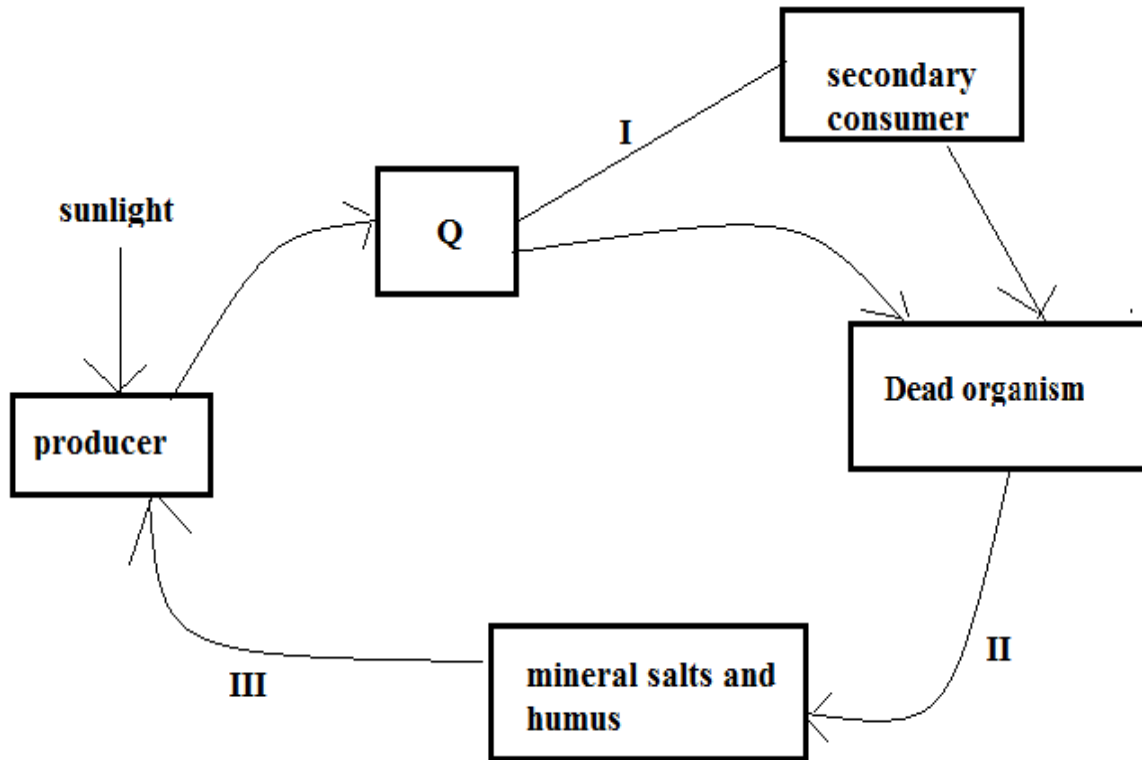 secondary
consumer
I
sunlight
Q
Dead organism
producer
II
mineral salts and
humus
III